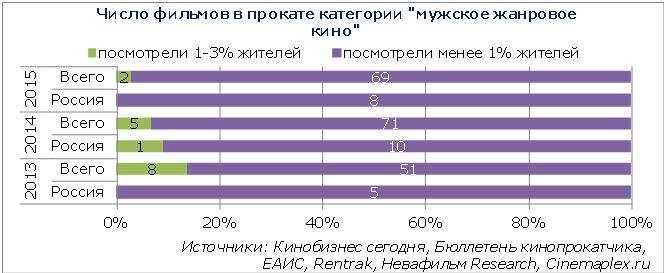 Число фильмов в прокате категории "мужское жанровое
кино"
посмотрели 1-3% жителей посмотрели менее 1% жителей
2015 Всего 2 69
Россия 8
2014 Всего 5 71
Россия 1 10
2013 Всего 8 51
Россия 5
0% 20% 40% 60% 80% 100%
Источники: Кинобизнес сегодня, Бюллетень кинопрокатчика,
ЕАИС, Rentrak, Невафильм Research, Cinemaplex.ru